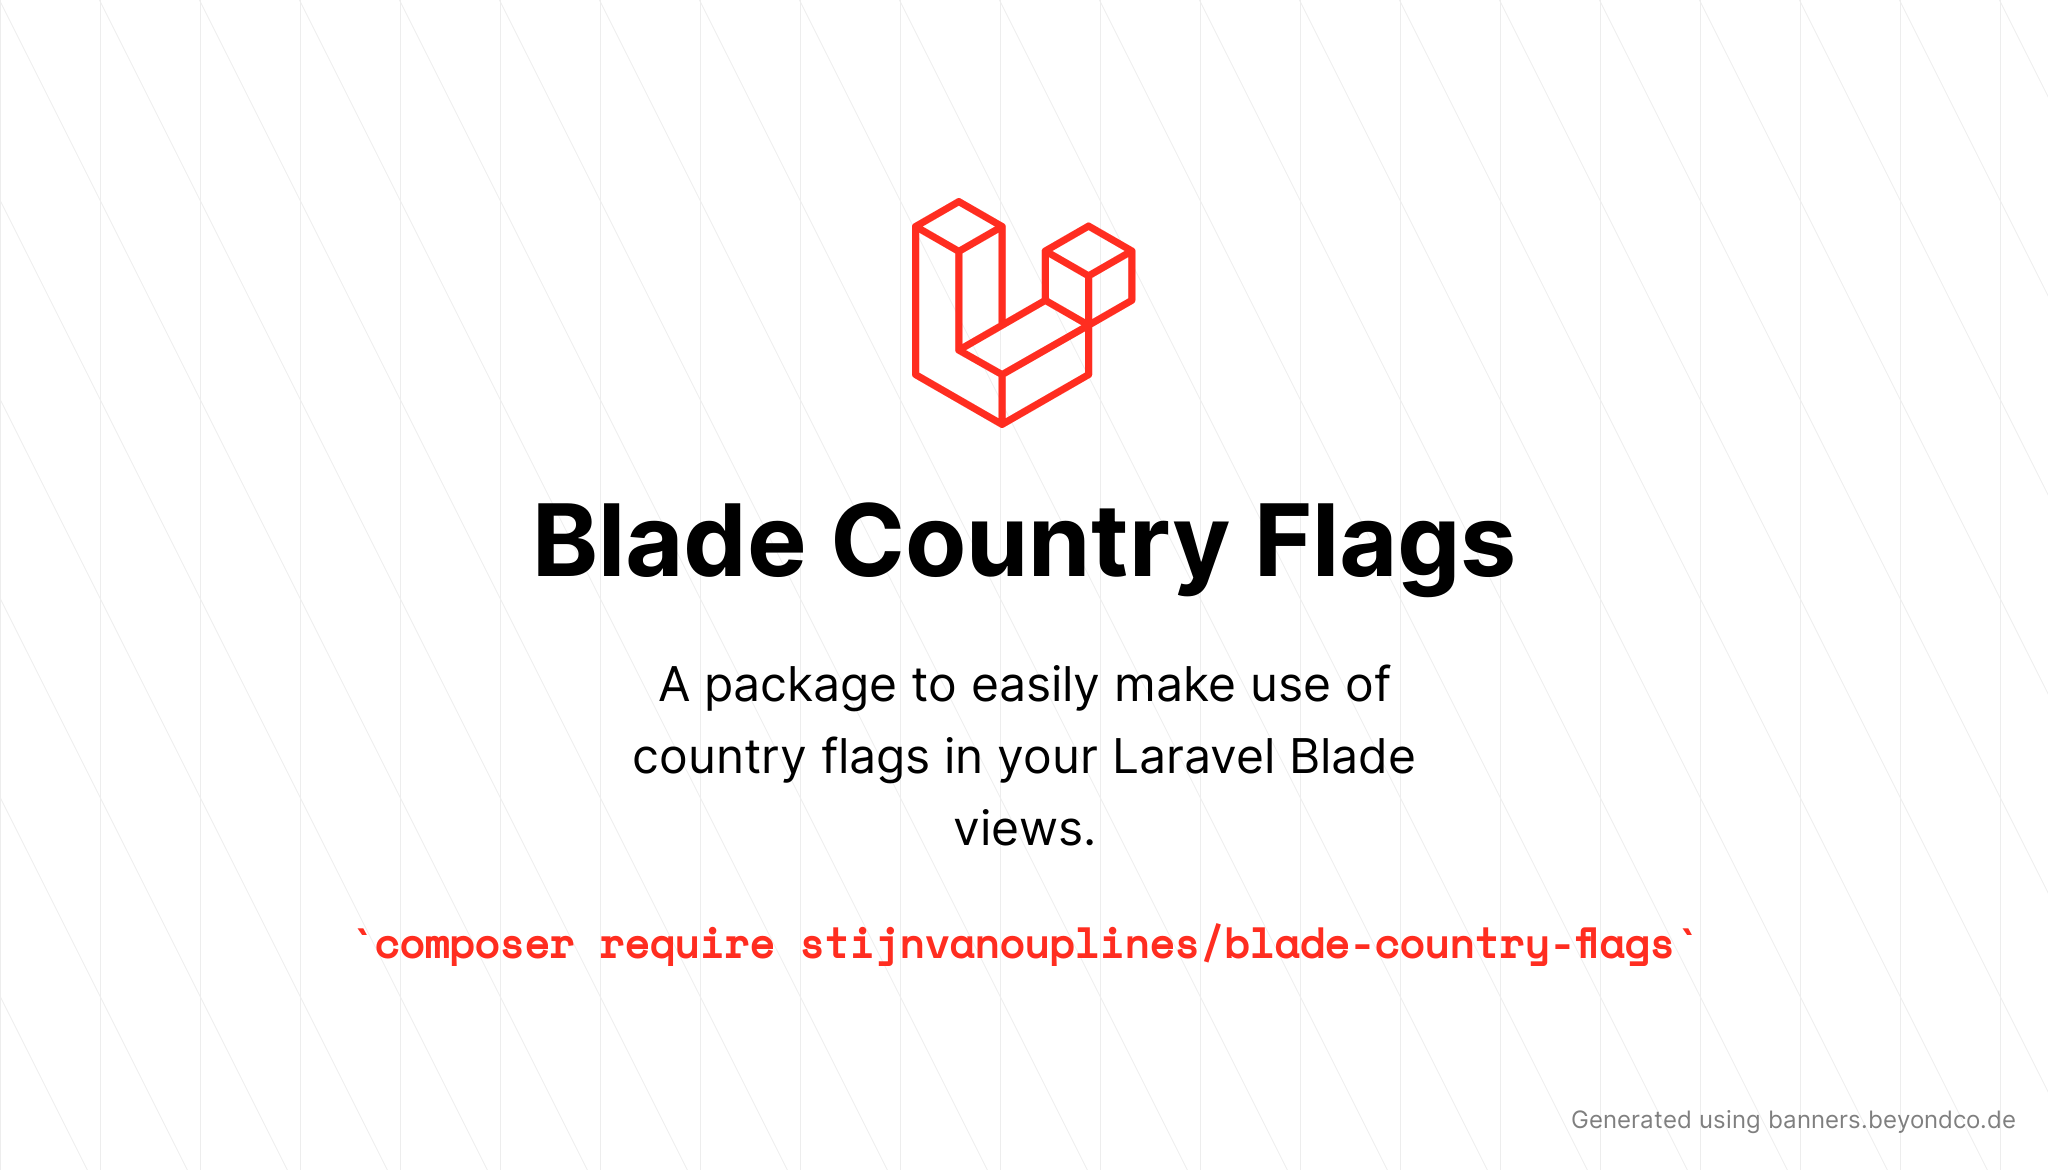 Blade Country Flags
A package to easily make use of
country flags in your Laravel Blade
views.
`composer require stijnvanouplines/blade-country-flags`
Generated using banners.beyondco.de